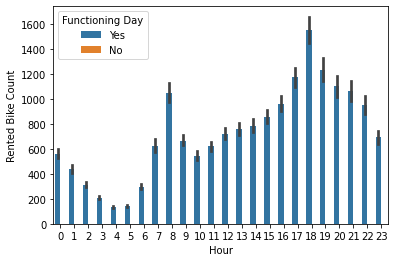 Functioning Day
Yes
No
1600
1400
1200
1000
800
600
400
200
0
Rented Bike Count
0 1 2 3 4 5 6 7 8 9 10 11 12 13 14 15 16 17 18 19 20 21 22 23
Hour